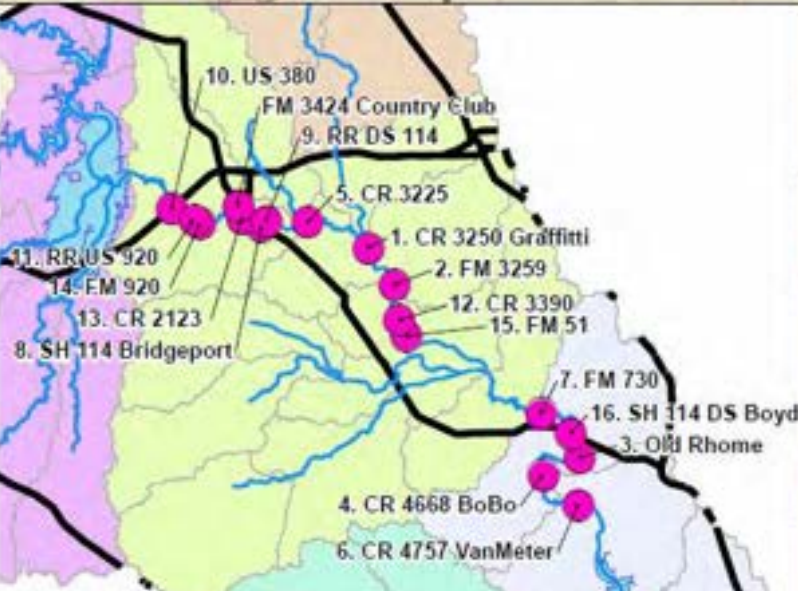 10. US 380
FM 3424 Country Club
9. RR DS 114
5. CR 3225
1. CR 3250 Graffitti
11. RR US 920
2. FM 3259
14. FM 920
12. CR 3390
13. CR 2123
15. FM 51
8. SH 114 Bridgeport
7. FM 730
16. SH 114 DS Boyd
3. Old Rhome
4. CR 4668 BoBo
6. CR 4757 VanMeter